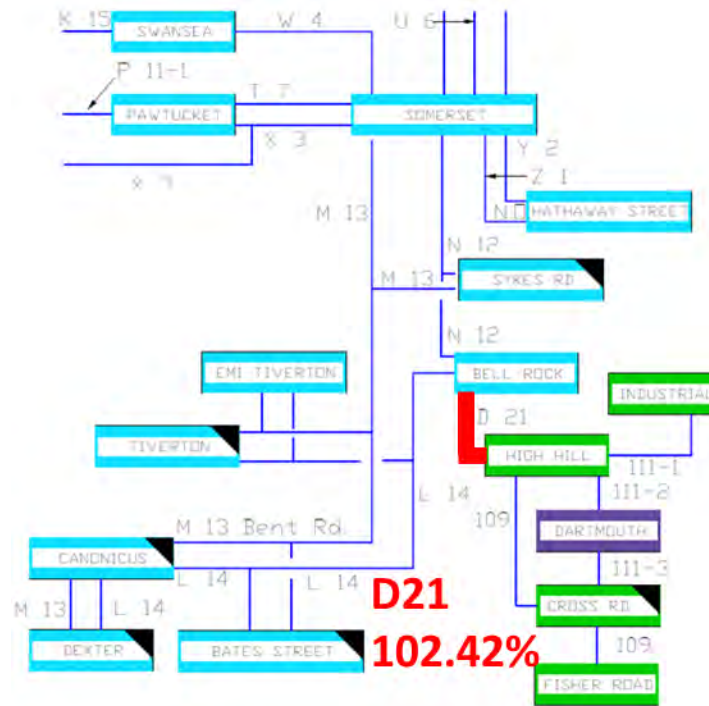 K 15
W 4
U 6
SWANSEA
P 11-1
T 7
PAWTUCKET
SOMERSET
X 3
Y 2
X 3
Z 1
M 13
HATHAWAY STREET
N 12
M 13
SYKES RD
N 12
EMI TIVERTON
BELL ROCK
INDUSTRIAL
D 21
TIVERTON
HIGH HILL
111-1
L 14
111-2
109
M 13 Bent Rd.
DARTMOUTH
CANONICUS
L 14
L 14
111-3
D21
CROSS RD
M 13
L 14
DEXTER
BATES STREET
102.42%
109
FISHER ROAD